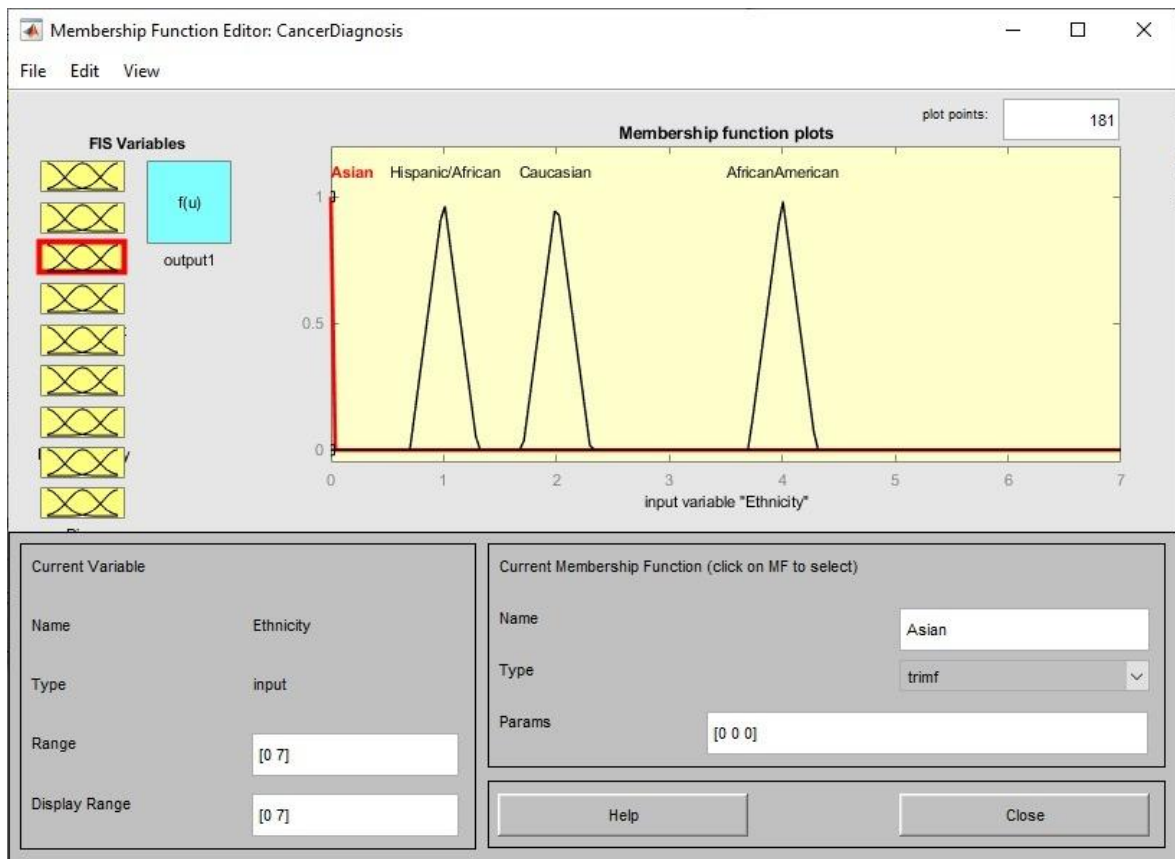 Membership Function Editor: CancerDiagnosis
File Edit View
plot points: 181
FIS Variables
Membership function plots
f(u)
output1
Asian Hispanic/African Caucasian AfricanAmerican
1
0.5
0
0 1 2 3 4 5 6 7
input variable "Ethnicity"
Current Variable
Name Ethnicity
Type input
Range [0 7]
Display Range [0 7]
Current Membership Function (click on MF to select)
Name Asian
Type trimf
Params [0 0 0]
Help Close